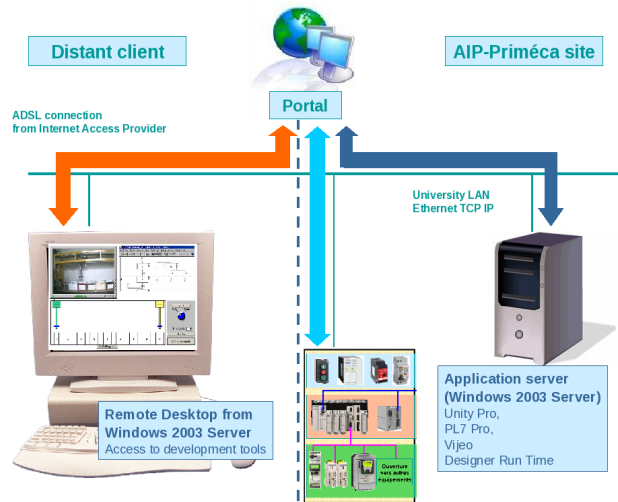 Distant client
AIP-Priméca site
Portal
ADSL connection
from Internet Access Provider
University LAN
Ethernet TCP IP
Remote Desktop from
Windows 2003 Server
Access to development tools
Application server
(Windows 2003 Server)
Unity Pro,
PL7 Pro,
Vijeo
Designer Run Time
Ouverture
vers autres
équipements